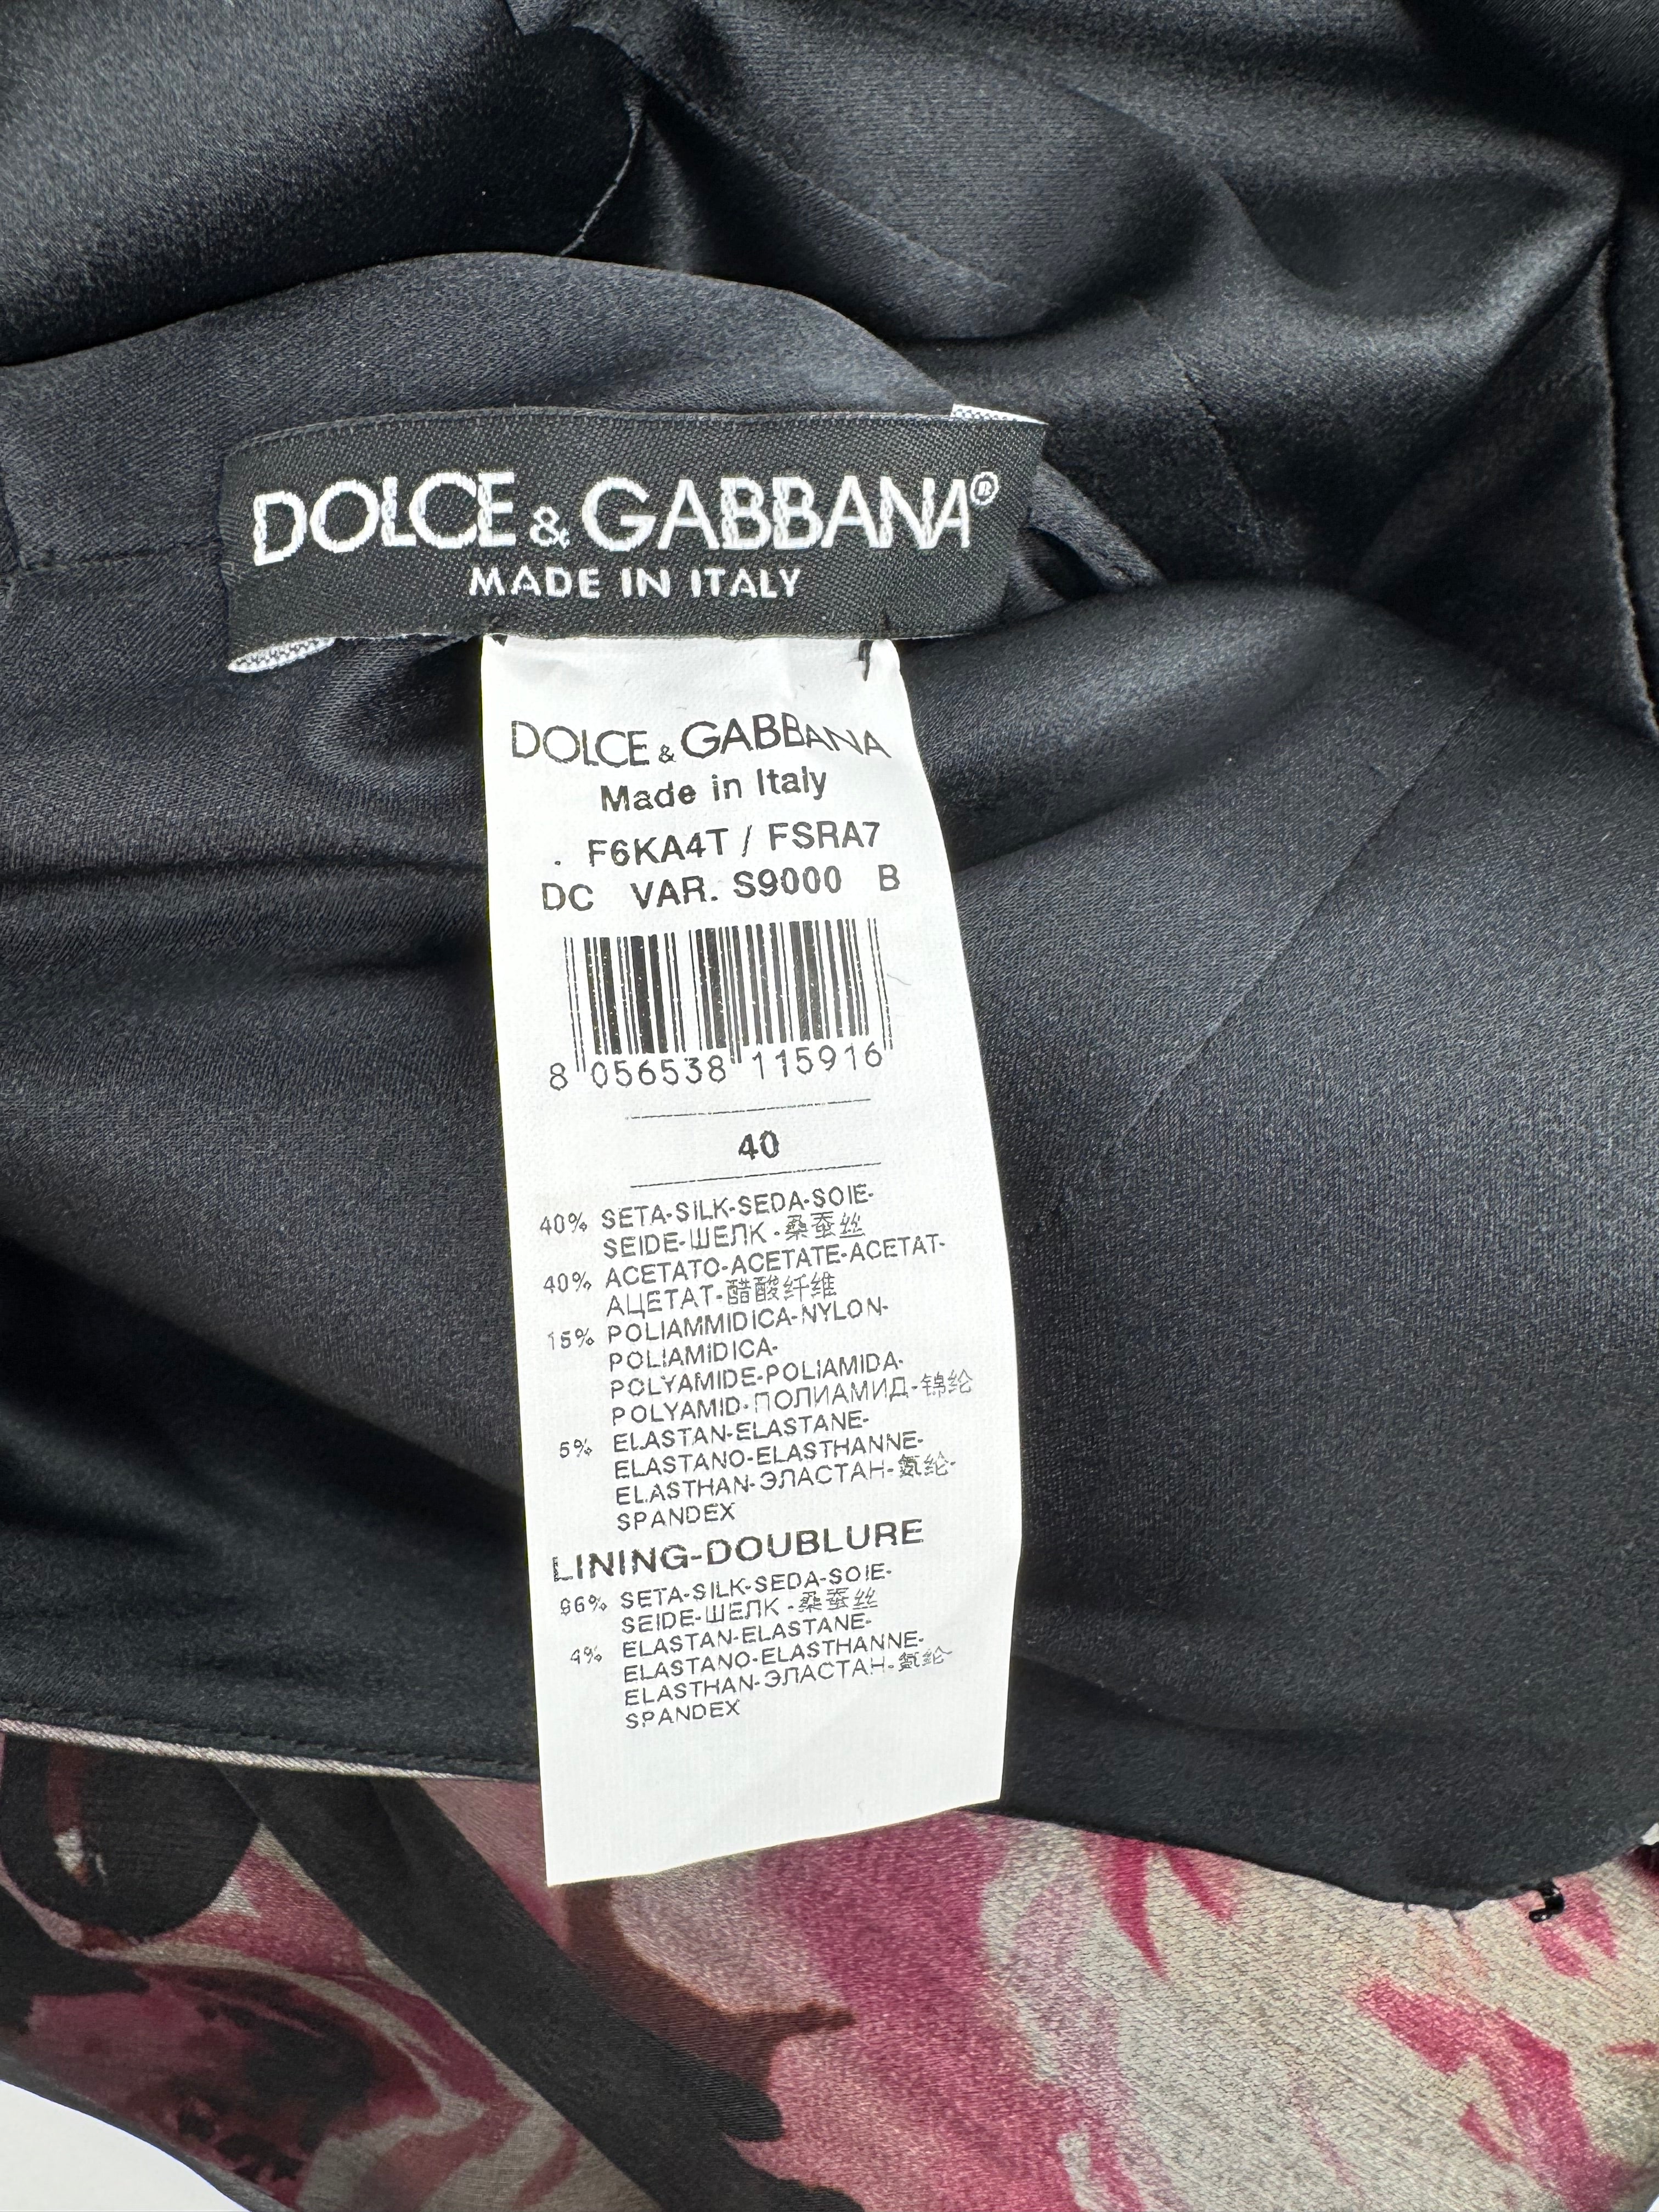 DOLCE & GABBANA®
MADE IN ITALY
DOLCE & GABBANA
Made in Italy
. F6KA4T / FSRA7
DC VAR. S9000 B
8 056538 115916
40
40% SETA-SILK-SEDA-SOIE-
SEIDE-ШЕЛК-桑蚕丝
40% ACETATO-ACETATE-ACETAT-
АЦЕТАТ-醋酸纤维
15% POLIAMMIDICA-NYLON-
POLIAMIDICA-
POLYAMIDE-POLIAMIDA-
POLYAMID-ПОЛИАМИД-锦纶
5% ELASTAN-ELASTANE-
ELASTANO-ELASTHANNE-
ELASTHAN-ЭЛАСТАН-氨纶-
SPANDEX
LINING-DOUBLURE
96% SETA-SILK-SEDA-SOIE-
SEIDE-ШЕЛК-桑蚕丝
4% ELASTAN-ELASTANE-
ELASTANO-ELASTHANNE-
ELASTHAN-ЭЛАСТАН-氨纶-
SPANDEX